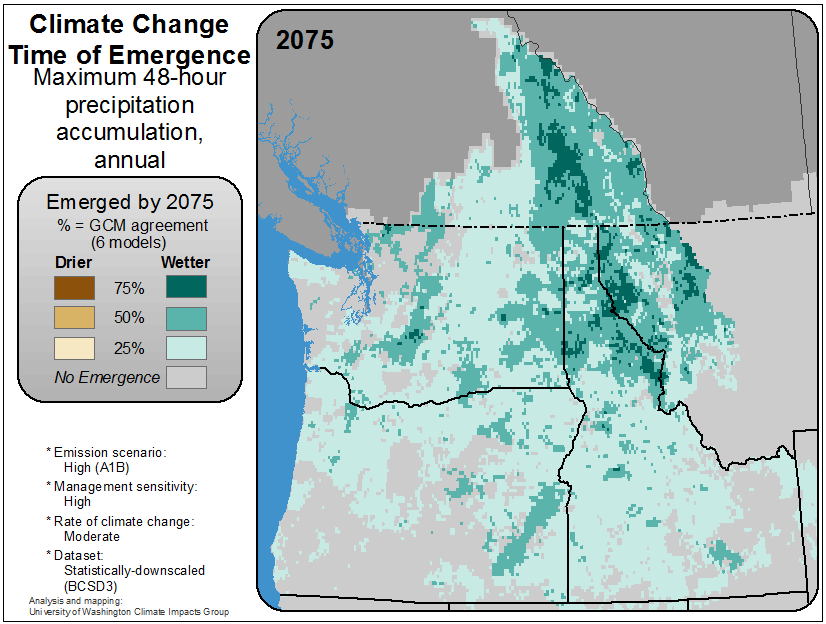 Climate Change
Time of Emergence
Maximum 48-hour
precipitation
accumulation,
annual
2075
Emerged by 2075
% = GCM agreement
(6 models)
Drier Wetter
75%
50%
25%
No Emergence
* Emission scenario:
High (A1B)
* Management sensitivity:
High
* Rate of climate change:
Moderate
* Dataset:
Statistically-downscaled
(BCSD3)
Analysis and mapping:
University of Washington Climate Impacts Group